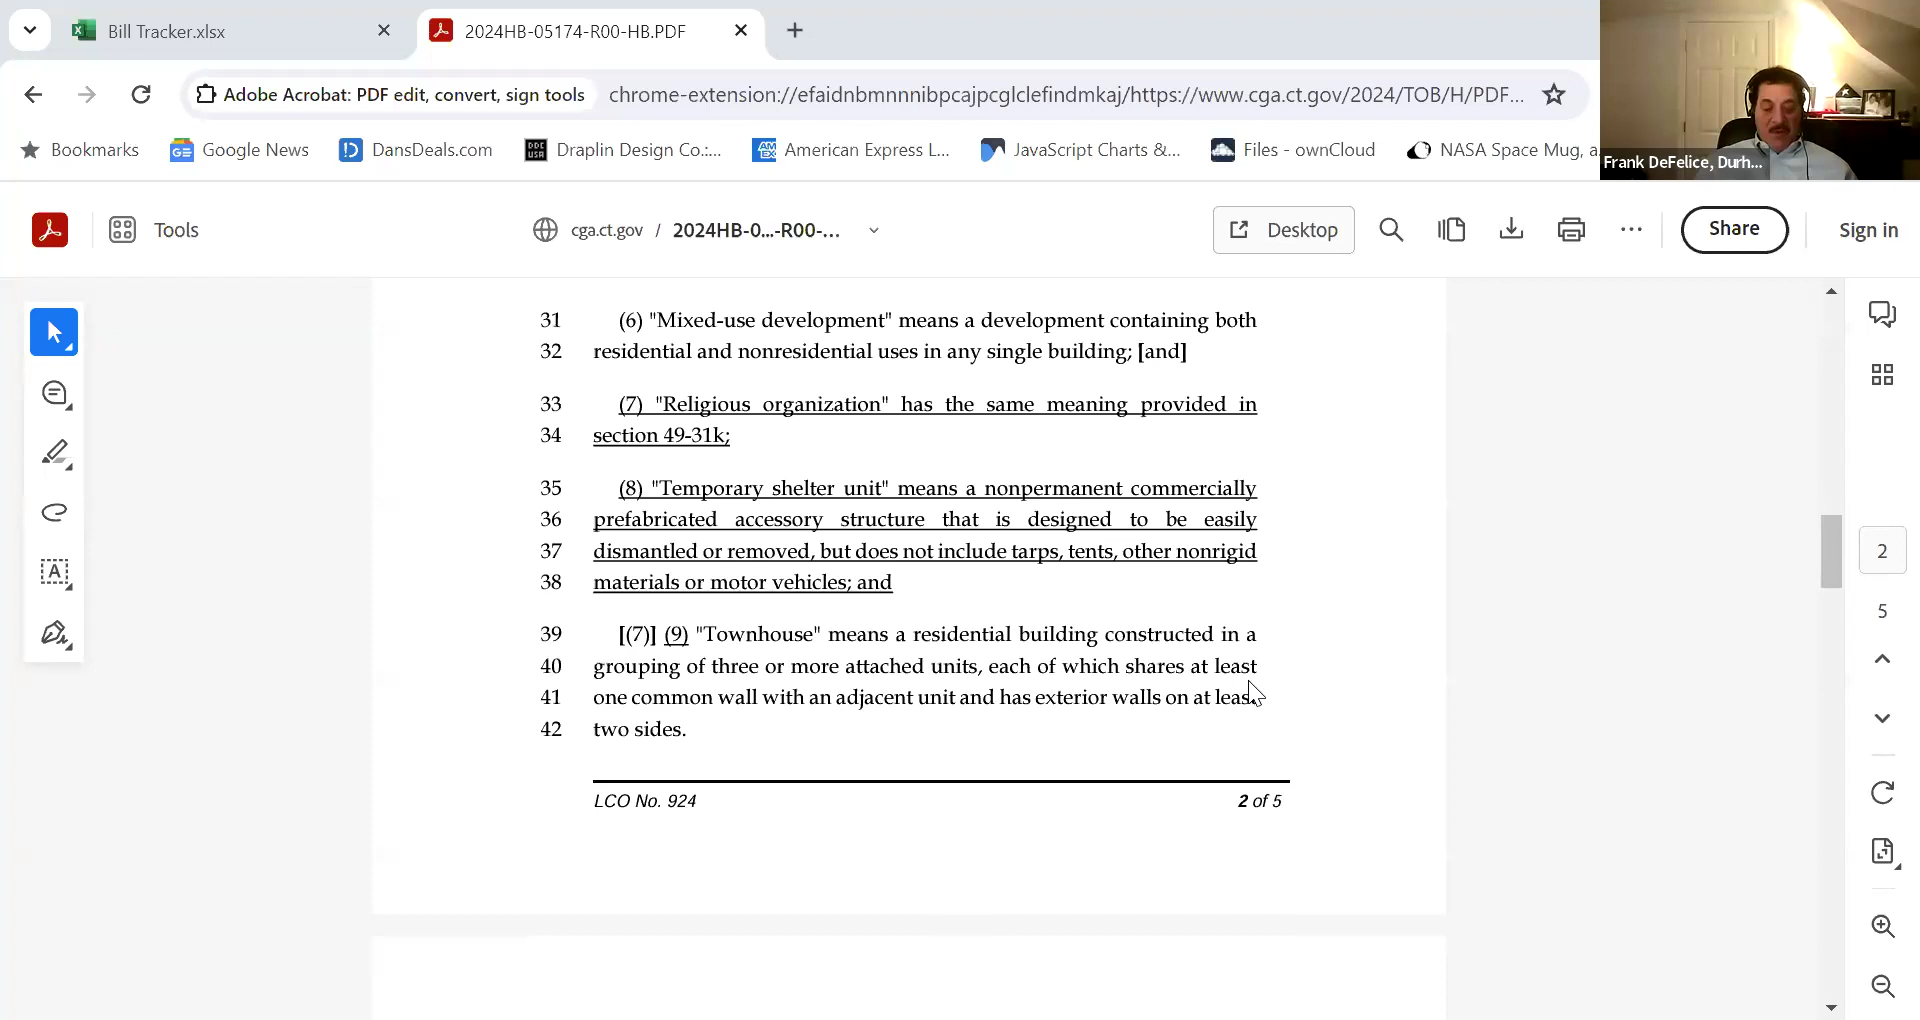 Bill Tracker.xlsx
2024HB-05174-R00-HB.PDF
Adobe Acrobat: PDF edit, convert, sign tools
chrome-extension://efaidnbmnnnibpcajpcglclefindmkaj/https://www.cga.ct.gov/2024/TOB/H/PDF...
Bookmarks
Google News
DansDeals.com
Draplin Design Co.:...
American Express L...
JavaScript Charts &...
Files - ownCloud
NASA Space Mug, a
Frank DeFelice, Durh...
Tools
cga.ct.gov / 2024HB-0...-R00-...
Desktop
Share
Sign in
31 (6) "Mixed-use development" means a development containing both
32 residential and nonresidential uses in any single building; [and]
33 (7) "Religious organization" has the same meaning provided in
34 section 49-31k;
35 (8) "Temporary shelter unit" means a nonpermanent commercially
36 prefabricated accessory structure that is designed to be easily
37 dismantled or removed, but does not include tarps, tents, other nonrigid
38 materials or motor vehicles; and
39 [(7)] (9) "Townhouse" means a residential building constructed in a
40 grouping of three or more attached units, each of which shares at least
41 one common wall with an adjacent unit and has exterior walls on at least
42 two sides.
LCO No. 924
2 of 5
2
5